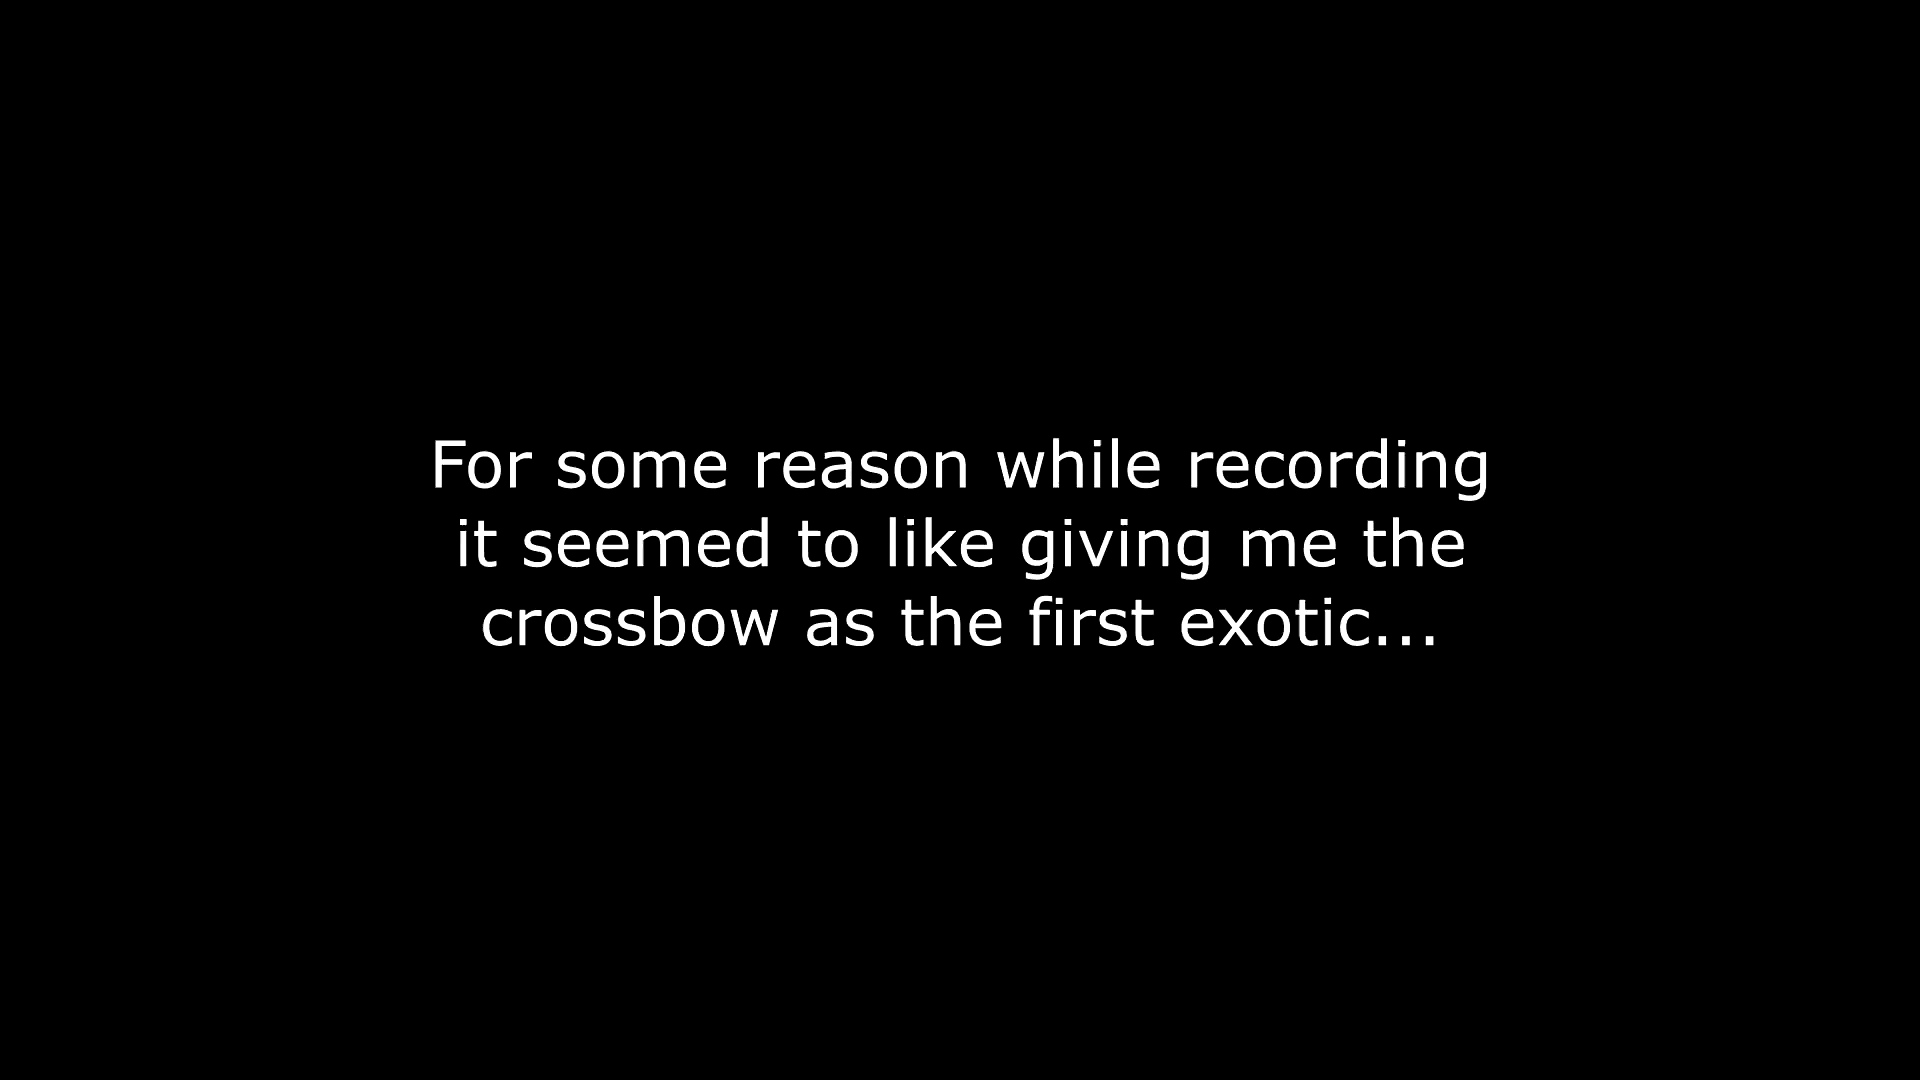 For some reason while recording
it seemed to like giving me the
crossbow as the first exotic...